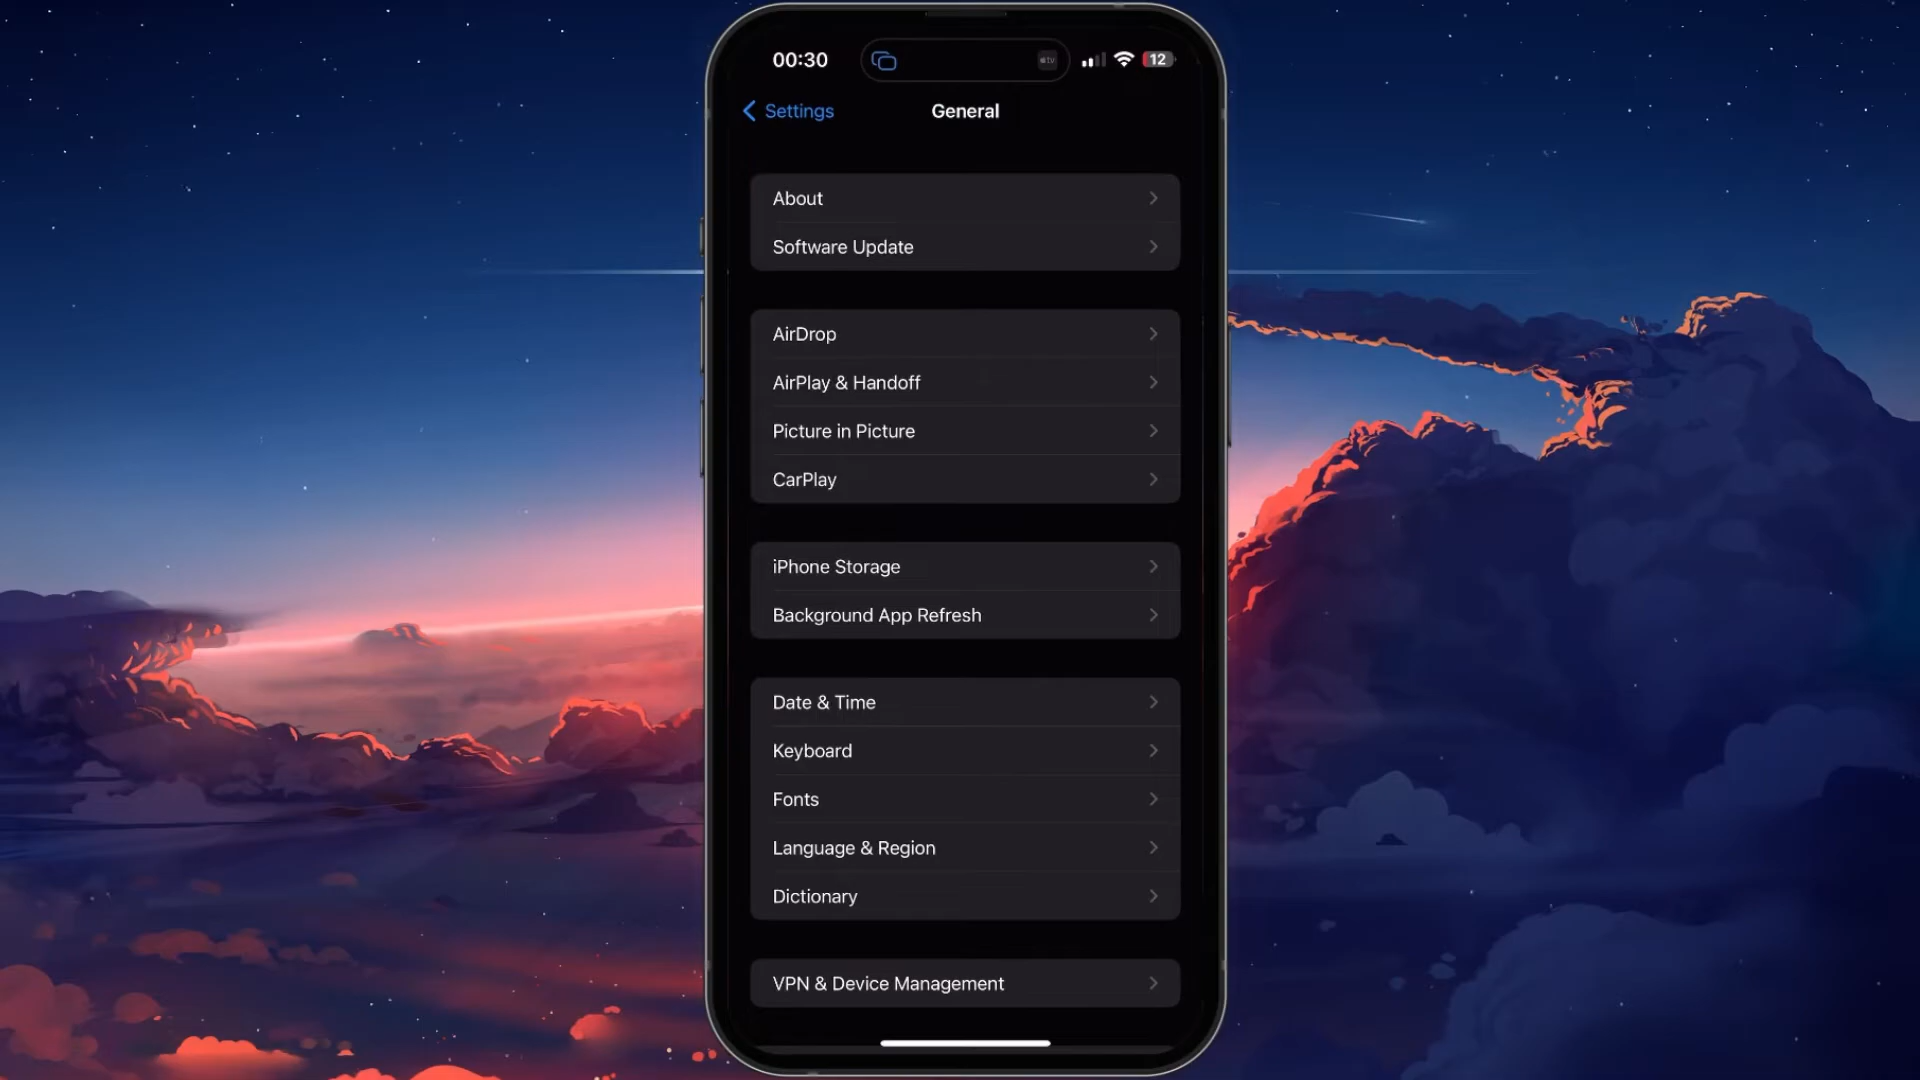 00:30
tv
12
Settings
General
About
Software Update
AirDrop
AirPlay & Handoff
Picture in Picture
CarPlay
iPhone Storage
Background App Refresh
Date & Time
Keyboard
Fonts
Language & Region
Dictionary
VPN & Device Management